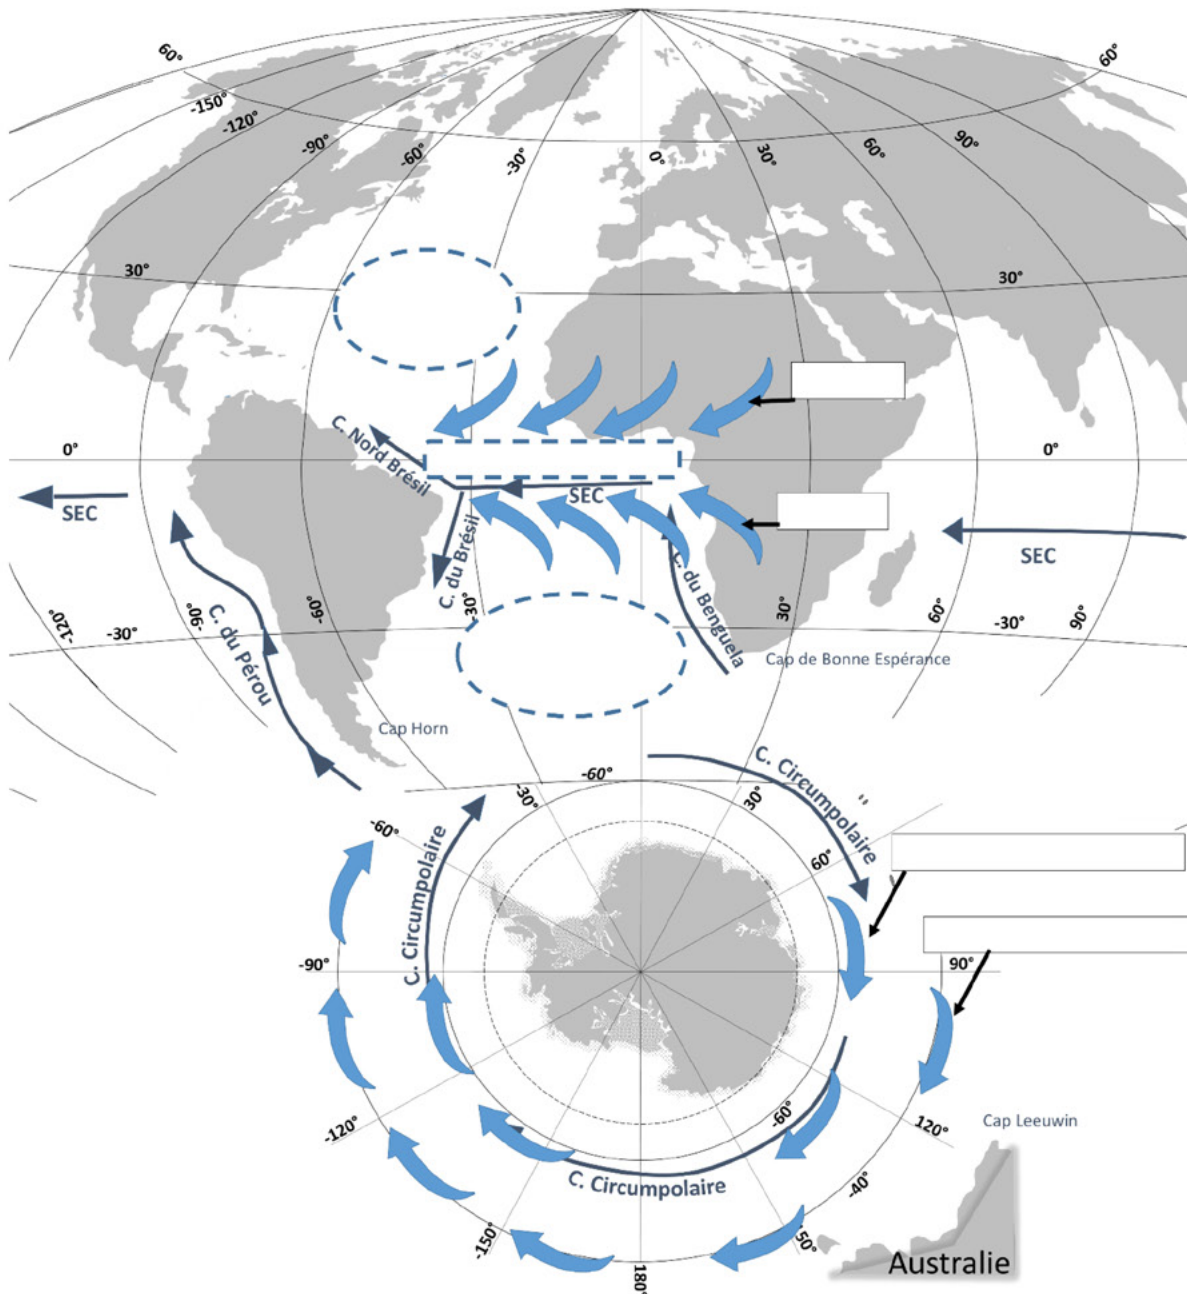 60°
-150°
-120°
-90°
-60°
-30°
0°
30°
60°
90°
60°
30°
30°
C. Nord Brésil
0°
0°
SEC
SEC
SEC
C. du Brésil
C. du Benguela
C. du Pérou
-120°
-30°
-90°
-60°
-30°
30°
60°
-30°
90°
Cap de Bonne Espérance
Cap Horn
-60°
-30°
30°
C. Circumpolaire
-60°
60°
C. Circumpolaire
-90°
90°
-120°
-60°
120°
Cap Leeuwin
C. Circumpolaire
-40°
-150°
150°
180°
Australie